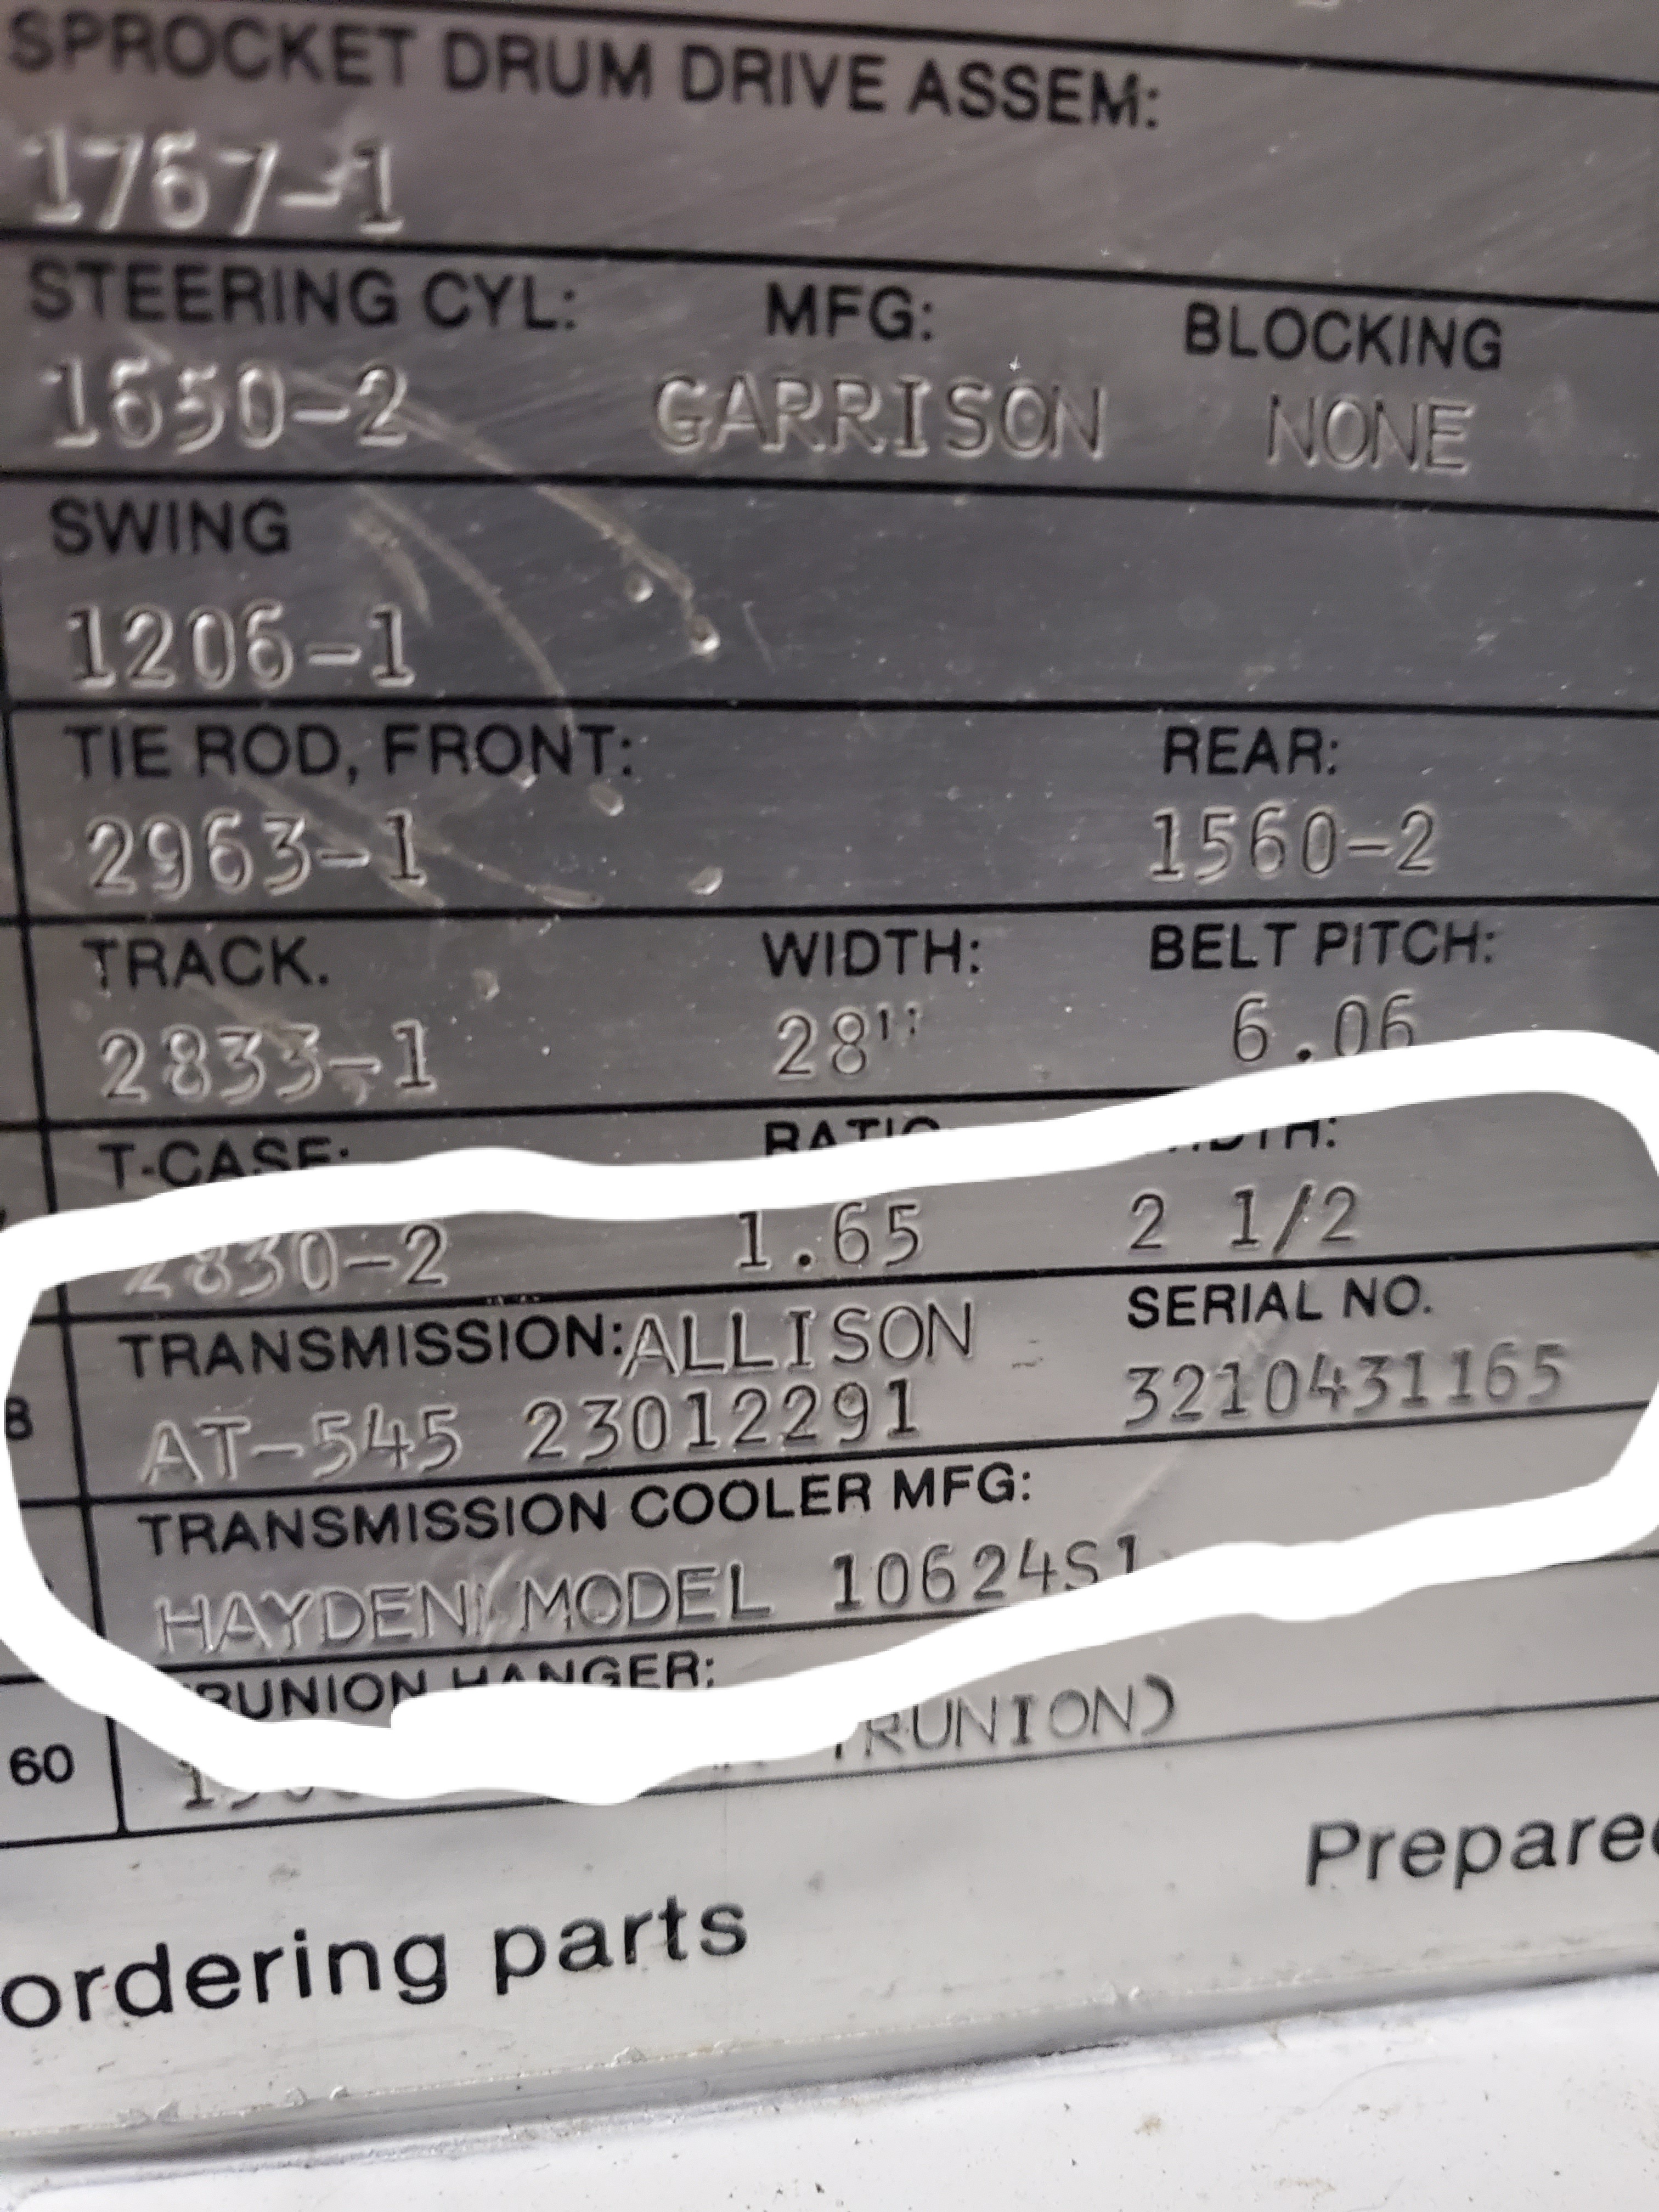 SPROCKET DRUM DRIVE ASSEM:
1767-1
STEERING CYL: MFG: BLOCKING
1650-2 GARRISON NONE
SWING
1206-1
TIE ROD, FRONT: REAR:
2963-1 1560-2
TRACK. WIDTH: BELT PITCH:
2833-1 28" 6.06
T-CASE: RATIO
2830-2 1.65 2 1/2
TRANSMISSION: ALLISON SERIAL NO.
AT-545 23012291 3210431165
8
TRANSMISSION COOLER MFG:
HAYDEN MODEL 10624S1
HANGER:
60
ordering parts